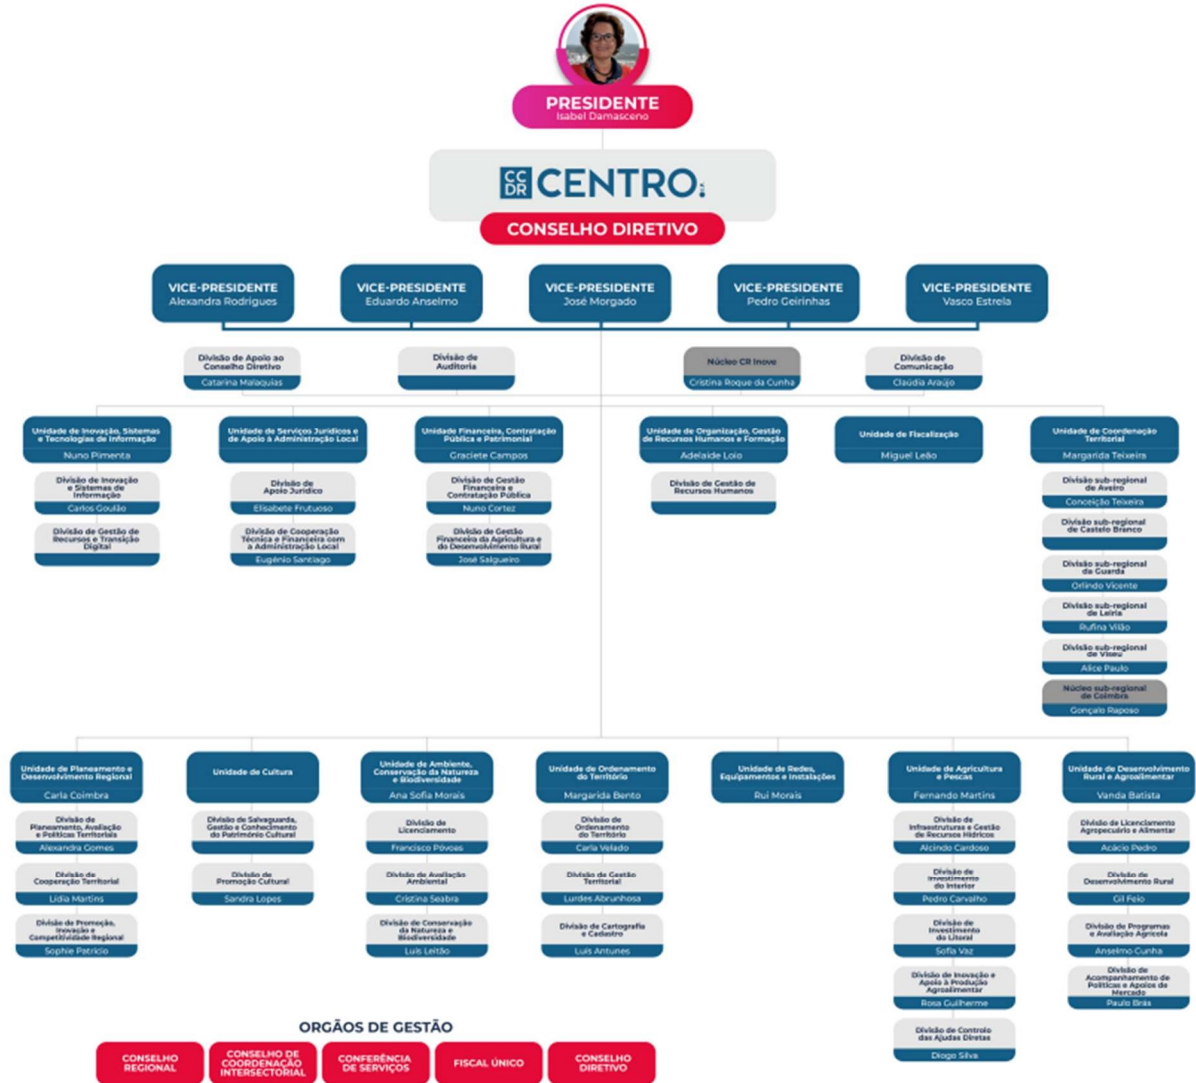 PRESIDENTE
Isabel Damasceno
CC
DR
CENTRO
I.P.
CONSELHO DIRETIVO
VICE-PRESIDENTE
Alexandra Rodrigues
VICE-PRESIDENTE
Eduardo Anselmo
VICE-PRESIDENTE
José Morgado
VICE-PRESIDENTE
Pedro Geirinhas
VICE-PRESIDENTE
Vasco Estrela
Divisão de Apoio ao
Conselho Diretivo
Catarina Malaquias
Divisão de
Auditoria
Núcleo CR Inove
Cristina Roque da Cunha
Divisão de
Comunicação
Claúdia Araújo
Unidade de Inovação, Sistemas
e Tecnologias de Informação
Nuno Pimenta
Divisão de Inovação
e Sistemas de
Informação
Carlos Goulão
Divisão de Gestão de
Recursos e Transição
Digital
Unidade de Serviços Jurídicos e
de Apoio à Administração Local
Divisão de
Apoio Jurídico
Elisabete Frutuoso
Divisão de Cooperação
Técnica e Financeira com
a Administração Local
Eugénio Santiago
Unidade Financeira, Contratação
Pública e Patrimonial
Graciete Campos
Divisão de Gestão
Financeira e
Contratação Pública
Nuno Cortez
Divisão de Gestão
Financeira da Agricultura e
do Desenvolvimento Rural
José Salgueiro
Unidade de Organização, Gestão
de Recursos Humanos e Formação
Adelaide Loio
Divisão de Gestão de
Recursos Humanos
Unidade de Fiscalização
Miguel Leão
Unidade de Coordenação
Territorial
Margarida Teixeira
Divisão sub-regional
de Aveiro
Conceição Teixeira
Divisão sub-regional
de Castelo Branco
Divisão sub-regional
da Guarda
Orlindo Vicente
Divisão sub-regional
de Leiria
Rufina Vilão
Divisão sub-regional
de Viseu
Alice Paulo
Núcleo sub-regional
de Coimbra
Gonçalo Raposo
Unidade de Planeamento e
Desenvolvimento Regional
Carla Coimbra
Divisão de
Planeamento, Avaliação
e Políticas Territoriais
Alexandra Gomes
Divisão de
Cooperação Territorial
Lídia Martins
Divisão de Promoção,
Inovação e
Competitividade Regional
Sophie Patrício
Unidade de Cultura
Divisão de Salvaguarda,
Gestão e Conhecimento
do Património Cultural
Divisão de
Promoção Cultural
Sandra Lopes
Unidade de Ambiente,
Conservação da Natureza
e Biodiversidade
Ana Sofia Morais
Divisão de
Licenciamento
Francisco Póvoas
Divisão de Avaliação
Ambiental
Cristina Seabra
Divisão de Conservação
da Natureza e
Biodiversidade
Luís Leitão
Unidade de Ordenamento
do Território
Margarida Bento
Divisão de
Ordenamento
do Território
Carla Velado
Divisão de Gestão
Territorial
Lurdes Abrunhosa
Divisão de Cartografia
e Cadastro
Luís Antunes
Unidade de Redes,
Equipamentos e Instalações
Rui Morais
Unidade de Agricultura
e Pescas
Fernando Martins
Divisão de
Infraestruturas e Gestão
de Recursos Hídricos
Alcindo Cardoso
Divisão de
Investimento
do Interior
Pedro Carvalho
Divisão de
Investimento
do Litoral
Sofia Vaz
Divisão de Inovação e
Apoio à Produção
Agroalimentar
Rosa Guilherme
Divisão de Controlo
das Ajudas Diretas
Diogo Silva
Unidade de Desenvolvimento
Rural e Agroalimentar
Vanda Batista
Divisão de Licenciamento
Agropecuário e Alimentar
Acácio Pedro
Divisão de
Desenvolvimento Rural
Gil Feio
Divisão de Programas
e Avaliação Agrícola
Anselmo Cunha
Divisão de
Acompanhamento de
Políticas e Apoios de
Mercado
Paulo Brás
ORGÃOS DE GESTÃO
CONSELHO
REGIONAL
CONSELHO DE
COORDENAÇÃO
INTERSECTORIAL
CONFERÊNCIA
DE SERVIÇOS
FISCAL ÚNICO
CONSELHO
DIRETIVO